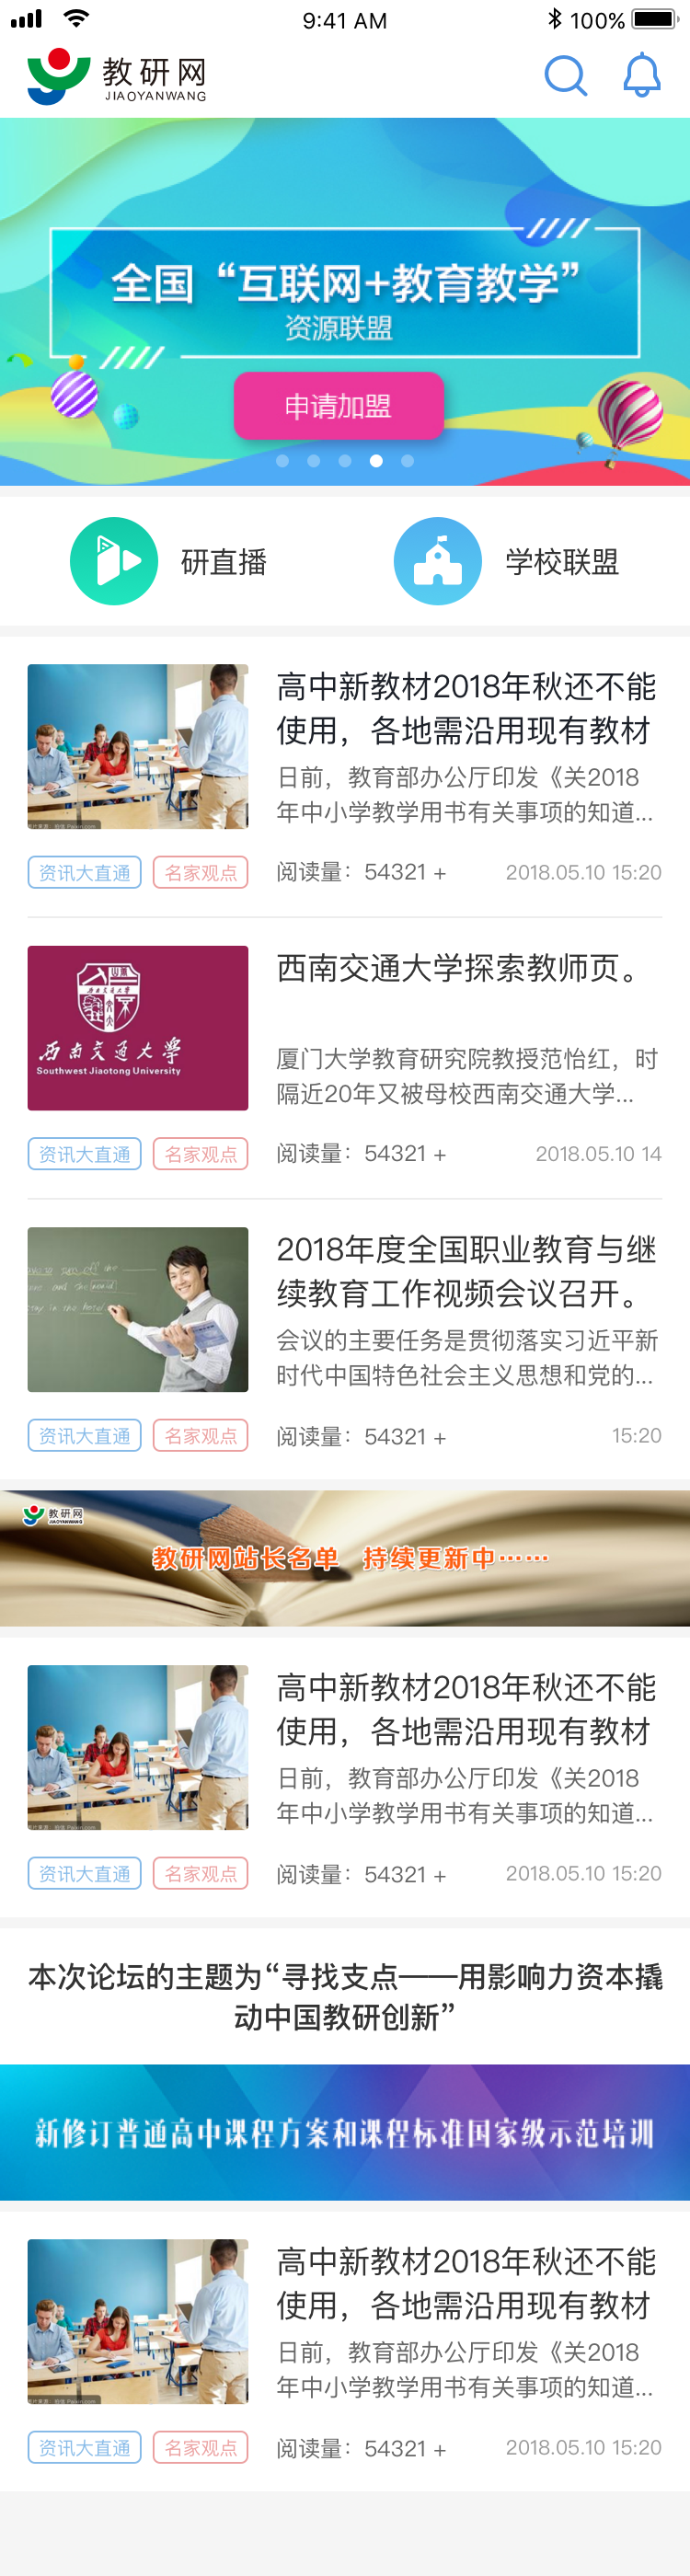 9:41 AM
100%
教研网
JIAOYANWANG
全国“互联网+教育教学”
资源联盟
申请加盟
研直播
学校联盟
高中新教材2018年秋还不能
使用，各地需沿用现有教材
日前，教育部办公厅印发《关2018
年中小学教学用书有关事项的知道...
资讯大直通
名家观点
阅读量：54321 +
2018.05.10 15:20
西南交通大学
Southwest Jiaotong University
西南交通大学探索教师页。
厦门大学教育研究院教授范怡红，时
隔近20年又被母校西南交通大学...
资讯大直通
名家观点
阅读量：54321 +
2018.05.10 14
2018年度全国职业教育与继
续教育工作视频会议召开。
会议的主要任务是贯彻落实习近平新
时代中国特色社会主义思想和党的...
资讯大直通
名家观点
阅读量：54321 +
15:20
教研网
JIAOYANWANG
教研网站长名单 持续更新中······
高中新教材2018年秋还不能
使用，各地需沿用现有教材
日前，教育部办公厅印发《关2018
年中小学教学用书有关事项的知道...
资讯大直通
名家观点
阅读量：54321 +
2018.05.10 15:20
本次论坛的主题为“寻找支点——用影响力资本撬
动中国教研创新”
新修订普通高中课程方案和课程标准国家级示范培训
高中新教材2018年秋还不能
使用，各地需沿用现有教材
日前，教育部办公厅印发《关2018
年中小学教学用书有关事项的知道...
资讯大直通
名家观点
阅读量：54321 +
2018.05.10 15:20